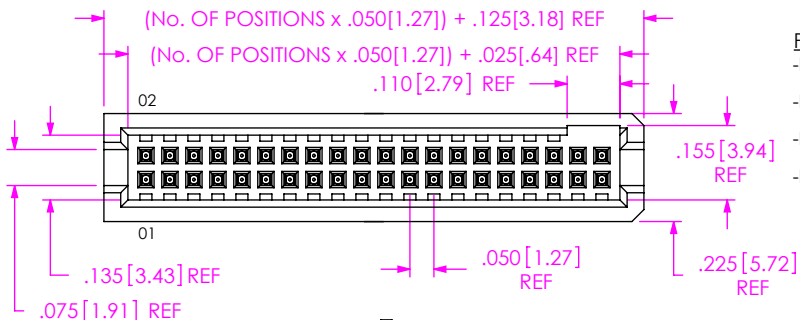 (No. OF POSITIONS x .050[1.27]) + .125[3.18] REF
(No. OF POSITIONS x .050[1.27]) + .025[.64] REF
.110[2.79] REF
02
.155[3.94]
REF
01
.135[3.43] REF
.050[1.27]
REF
.225[5.72]
REF
.075[1.91] REF